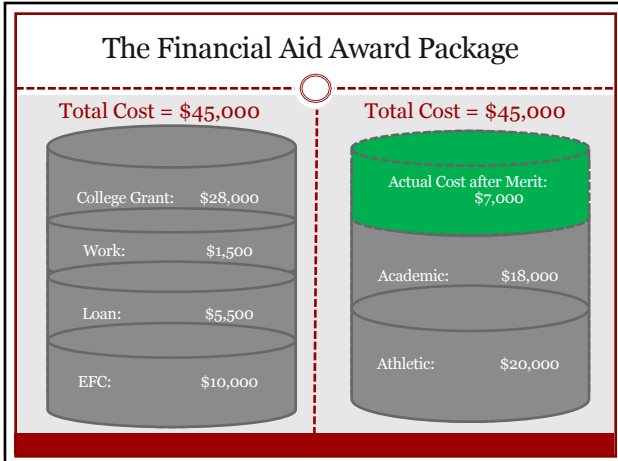 The Financial Aid Award Package
Total Cost = $45,000
College Grant: $28,000
Work: $1,500
Loan: $5,500
EFC: $10,000
Total Cost = $45,000
Actual Cost after Merit:
$7,000
Academic: $18,000
Athletic: $20,000